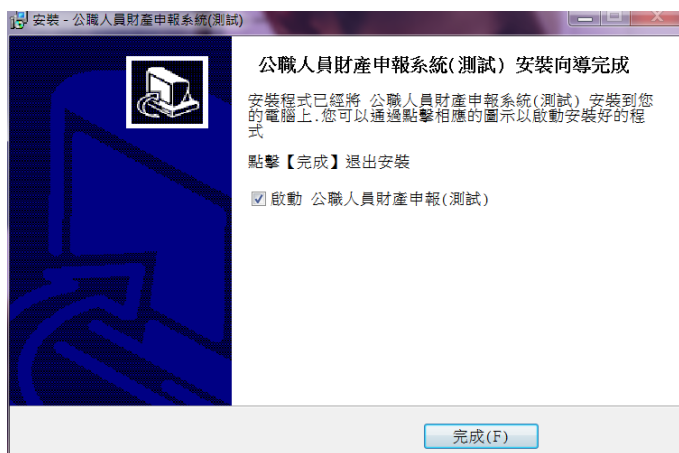 安裝 - 公職人員財產申報系統(測試)
公職人員財產申報系統(測試) 安裝向導完成
安裝程式已經將 公職人員財產申報系統(測試) 安裝到您
的電腦上.您可以通過點擊相應的圖示以啟動安裝好的程
式
點擊【完成】退出安裝
啟動 公職人員財產申報(測試)
完成(F)